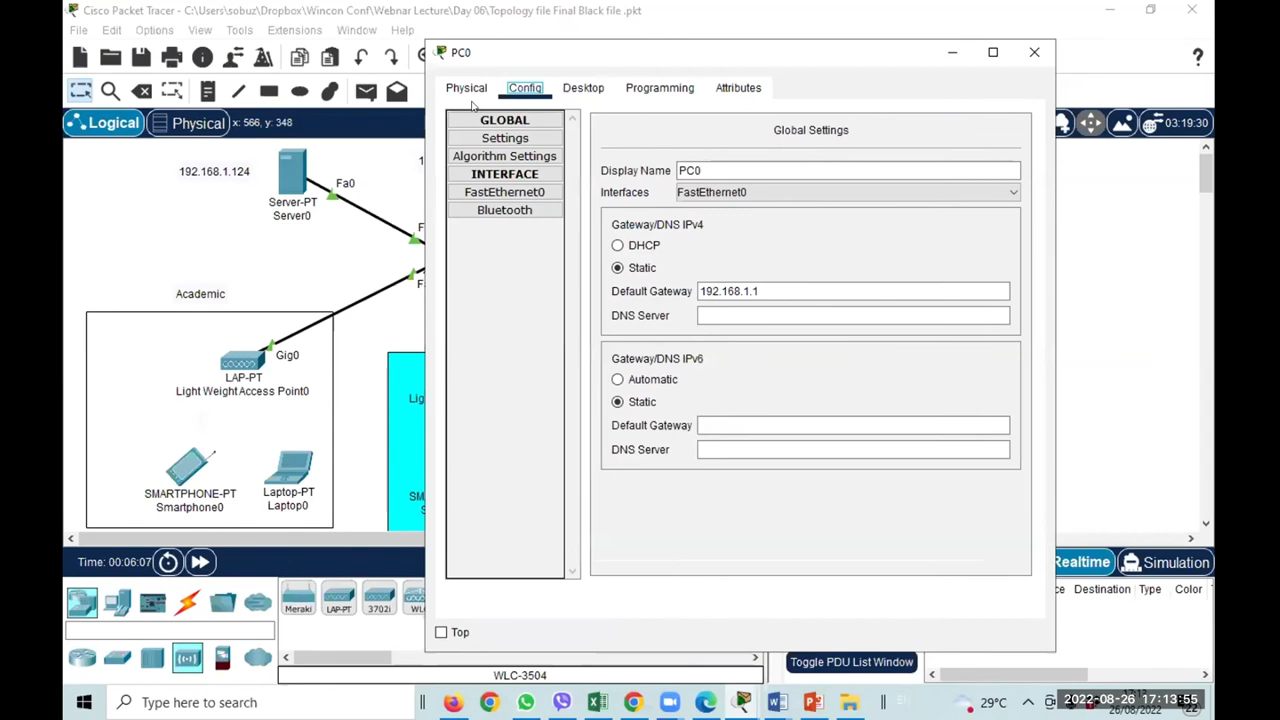 Cisco Packet Tracer - C:\Users\sobuz\Dropbox\Wincon Conf\Webnar Lecture\Day 06\Topology file Final Black file .pkt
File Edit Options View Tools Extensions Window Help
PC0
Physical Config Desktop Programming Attributes
Logical Physical x: 566, y: 348
03:19:30
GLOBAL
Settings
Algorithm Settings
INTERFACE
FastEthernet0
Bluetooth
Global Settings
Display Name PC0
Interfaces FastEthernet0
Gateway/DNS IPv4
DHCP
Static
Default Gateway 192.168.1.1
DNS Server
Gateway/DNS IPv6
Automatic
Static
Default Gateway
DNS Server
Top
192.168.1.124
Fa0
Server-PT
Server0
Academic
Gig0
LAP-PT
Light Weight Access Point0
SMARTPHONE-PT
Smartphone0
Laptop-PT
Laptop0
Time: 00:06:07
Realtime Simulation
Meraki LAP-PT 3702i
WLC-3504
Toggle PDU List Window
Destination Type Color
Type here to search
29°C
2022-08-26 17:13:55
26/08/2022
22